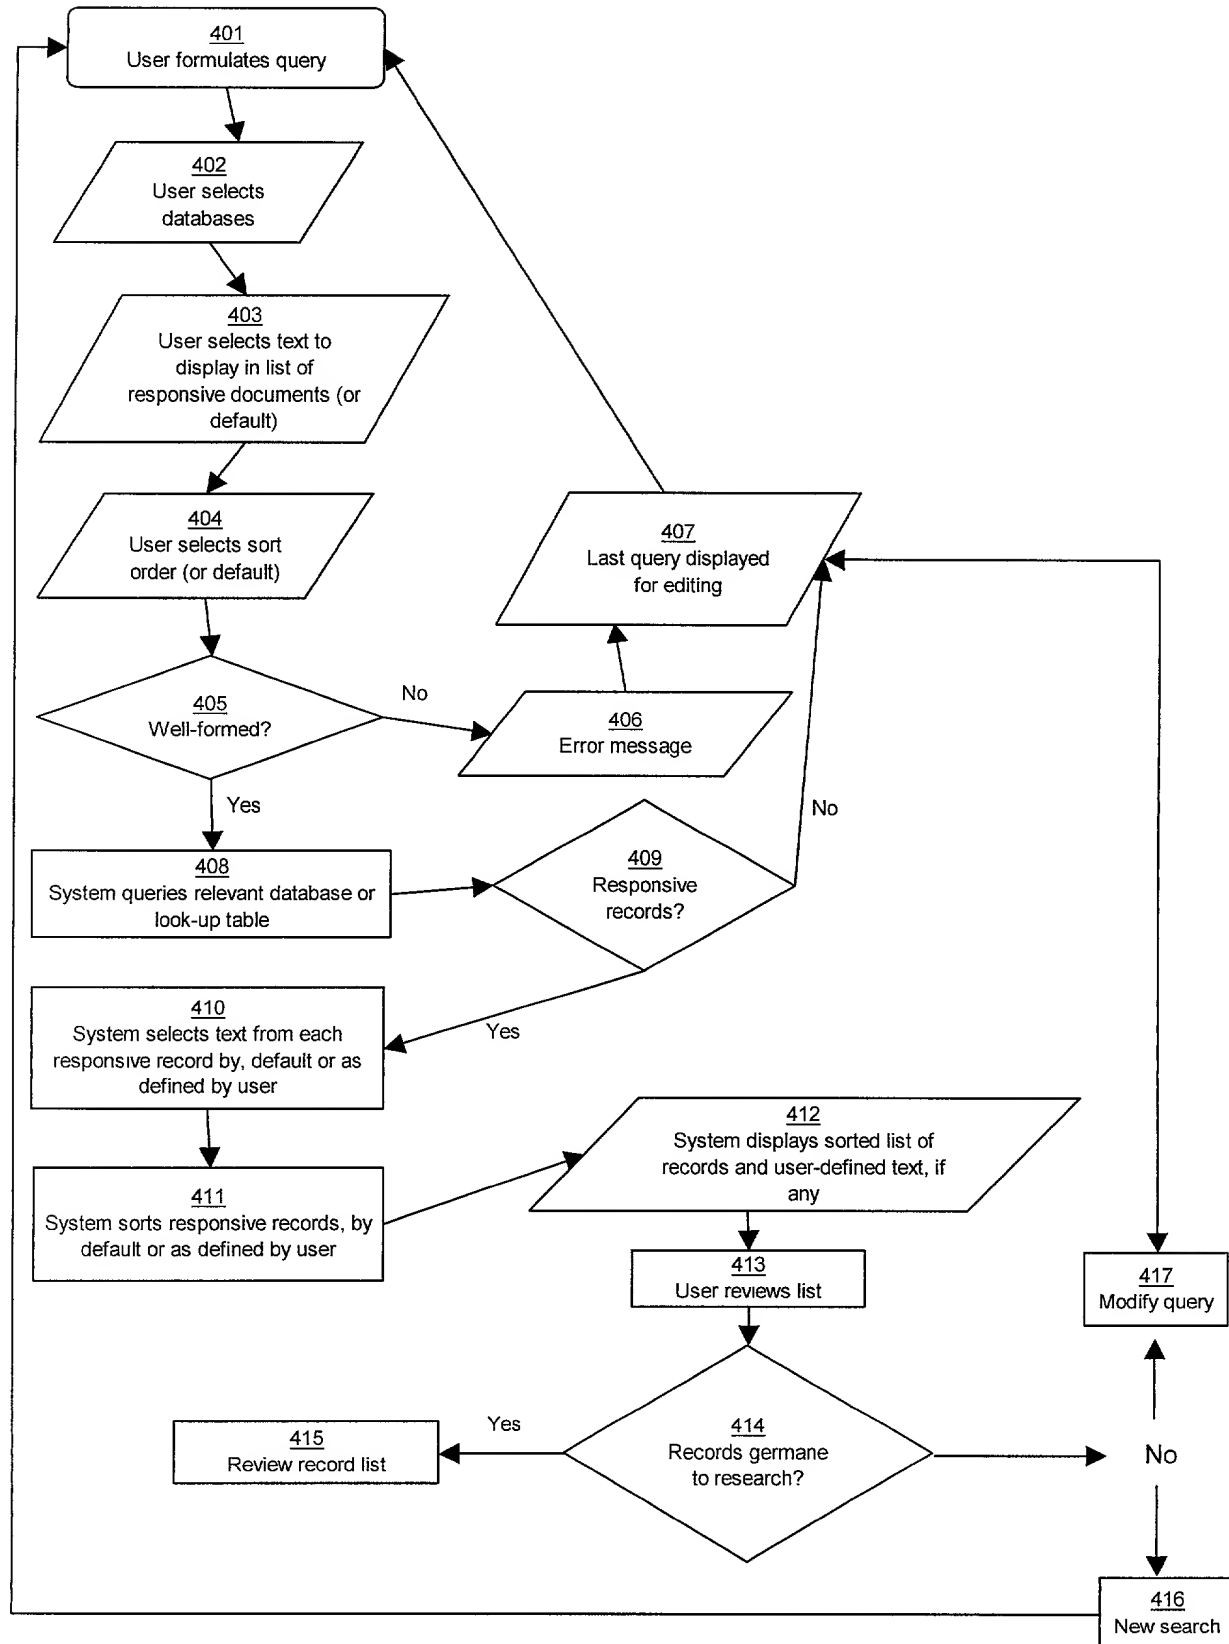 401
User formulates query
402
User selects
databases
403
User selects text to
display in list of
responsive documents (or
default)
404
User selects sort
order (or default)
405
Well-formed?
No
406
Error message
407
Last query displayed
for editing
Yes
408
System queries relevant database or
look-up table
409
Responsive
records?
No
Yes
410
System selects text from each
responsive record by, default or as
defined by user
411
System sorts responsive records, by
default or as defined by user
412
System displays sorted list of
records and user-defined text, if
any
413
User reviews list
414
Records germane
to research?
Yes
415
Review record list
No
417
Modify query
416
New search